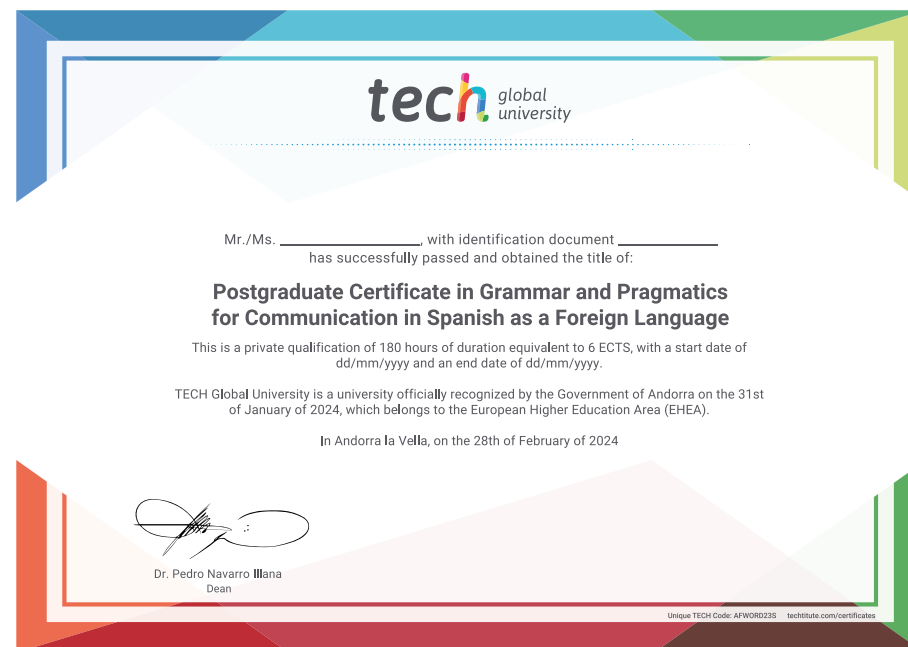 tech global
university
Mr./Ms. ____________, with identification document ____________
has successfully passed and obtained the title of:
Postgraduate Certificate in Grammar and Pragmatics
for Communication in Spanish as a Foreign Language
This is a private qualification of 180 hours of duration equivalent to 6 ECTS, with a start date of
dd/mm/yyyy and an end date of dd/mm/yyyy.
TECH Global University is a university officially recognized by the Government of Andorra on the 31st
of January of 2024, which belongs to the European Higher Education Area (EHEA).
In Andorra la Vella, on the 28th of February of 2024
Dr. Pedro Navarro Illana
Dean
Unique TECH Code: AFWORD23S techtitute.com/certificates